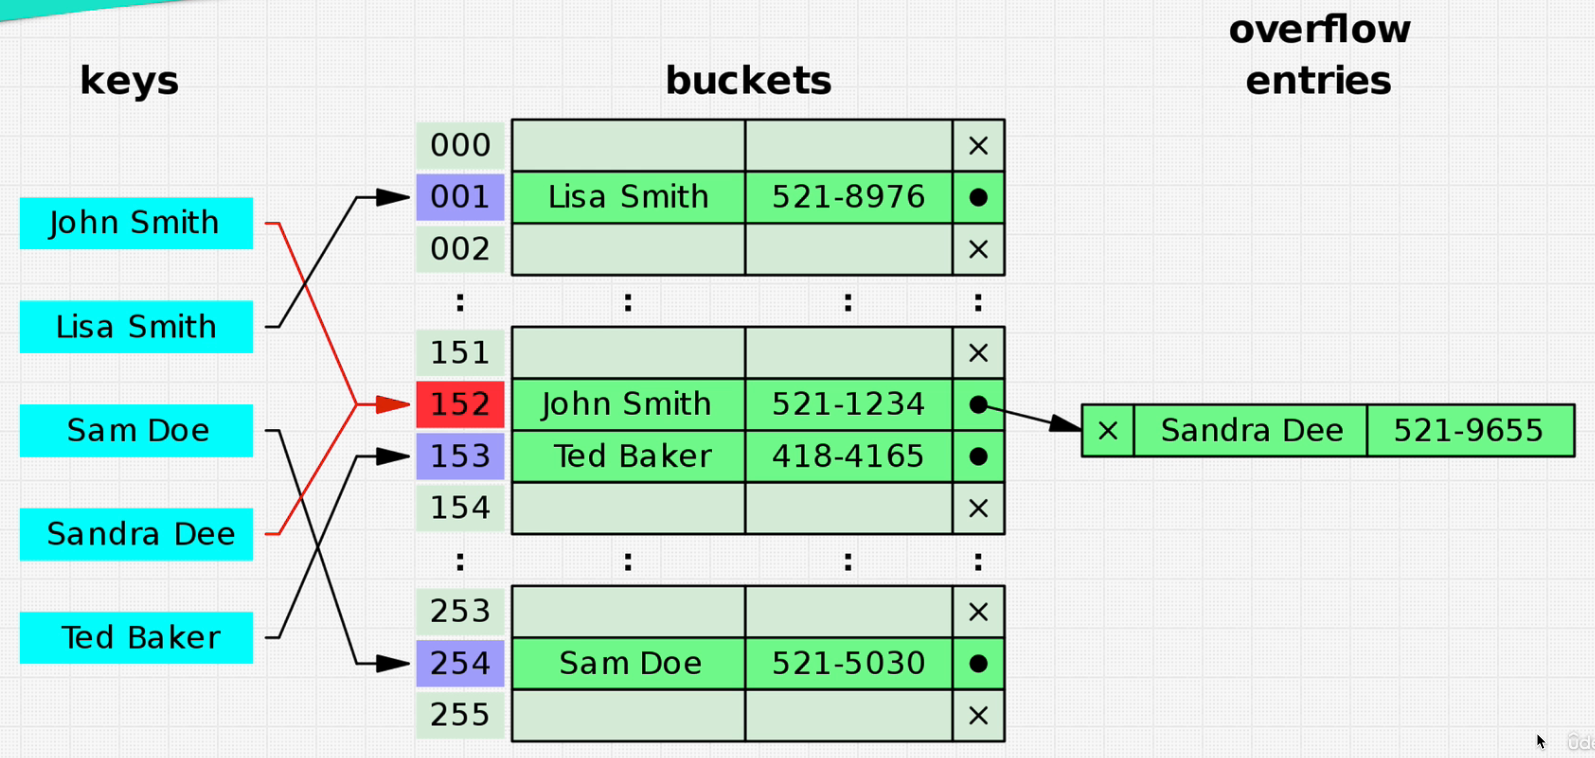 keys
buckets
overflow
entries
John Smith
Lisa Smith
Sam Doe
Sandra Dee
Ted Baker
000 ×
001 Lisa Smith 521-8976 ●
002 ×
: : : :
151 ×
152 John Smith 521-1234 ●
153 Ted Baker 418-4165 ●
154 ×
: : : :
253 ×
254 Sam Doe 521-5030 ●
255 ×
× Sandra Dee 521-9655